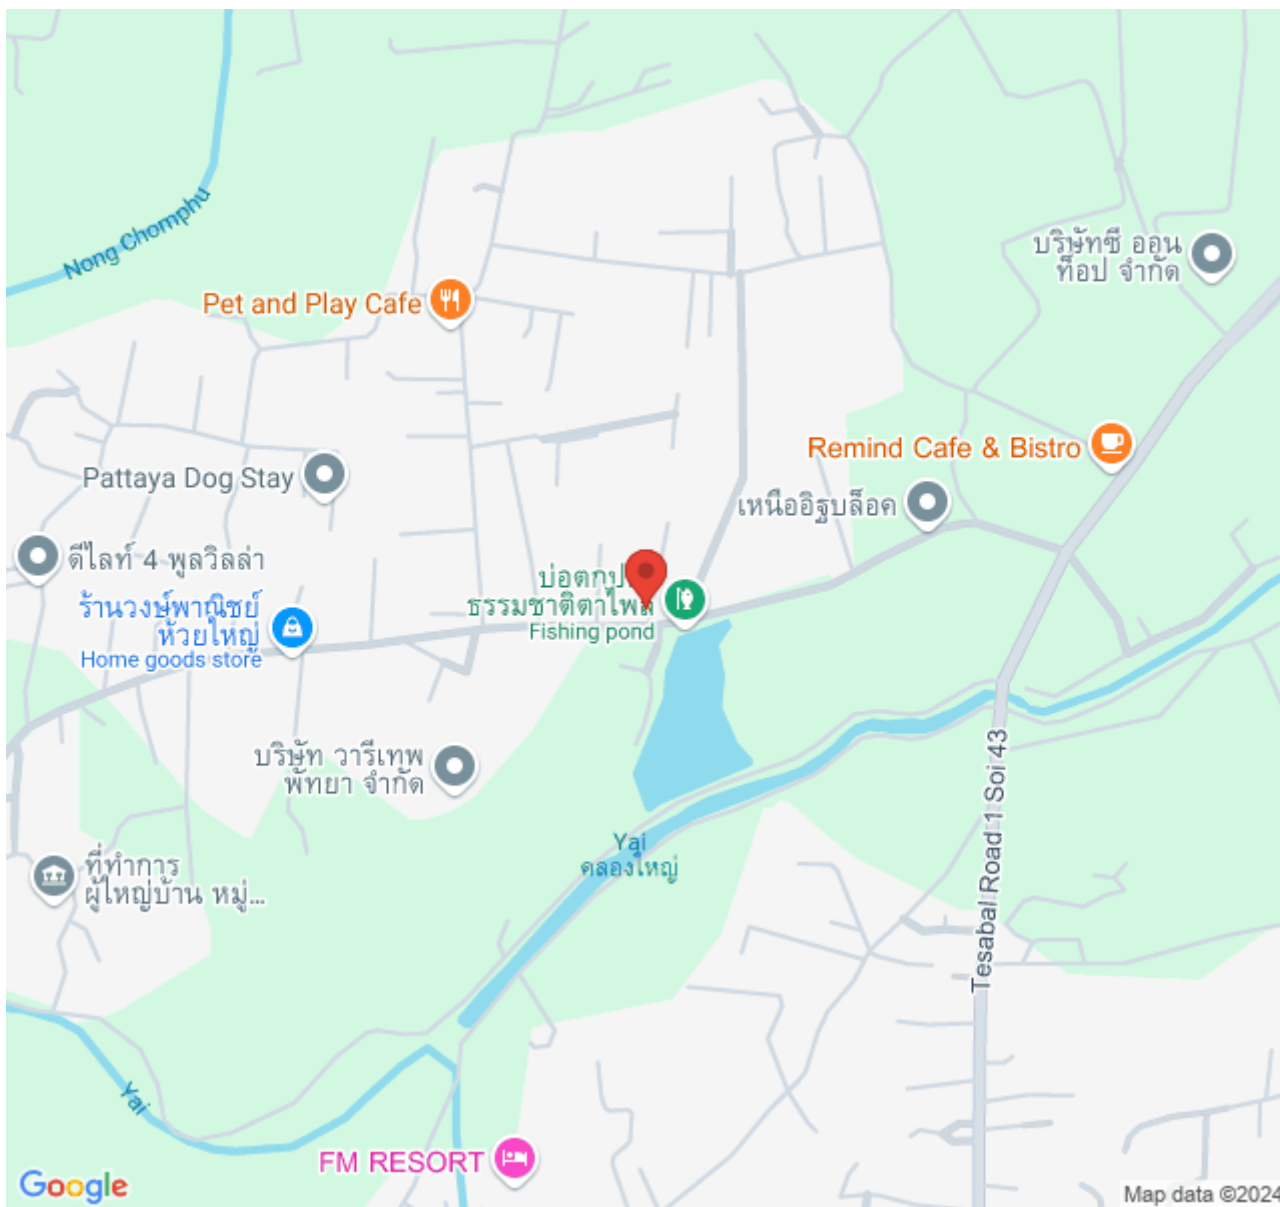 Nong Chomphu
บริษัทซี ออน
ท็อป จำกัด
Pet and Play Cafe
Remind Cafe & Bistro
Pattaya Dog Stay
เหนืออิฐบล็อค
ดีไลท์ 4 พูลวิลล่า
บ่อตกป
ธรรมชาติตาไพล
Fishing pond
ร้านวงษ์พาณิชย์
ห้วยใหญ่
Home goods store
บริษัท วารีเทพ
พัทยา จำกัด
Tesabal Road 1 Soi 43
Yai
คลองใหญ่
ที่ทำการ
ผู้ใหญ่บ้าน หมู่...
Yai
FM RESORT
Google
Map data ©2024